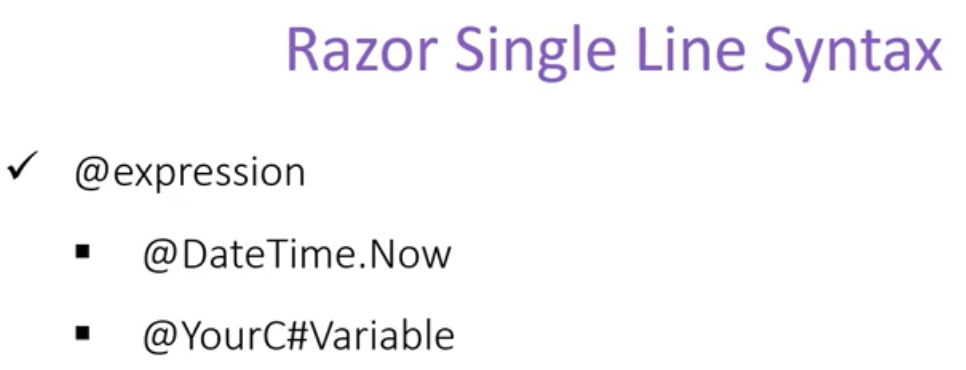 Razor Single Line Syntax
✓ @expression
▪ @DateTime.Now
▪ @YourC#Variable